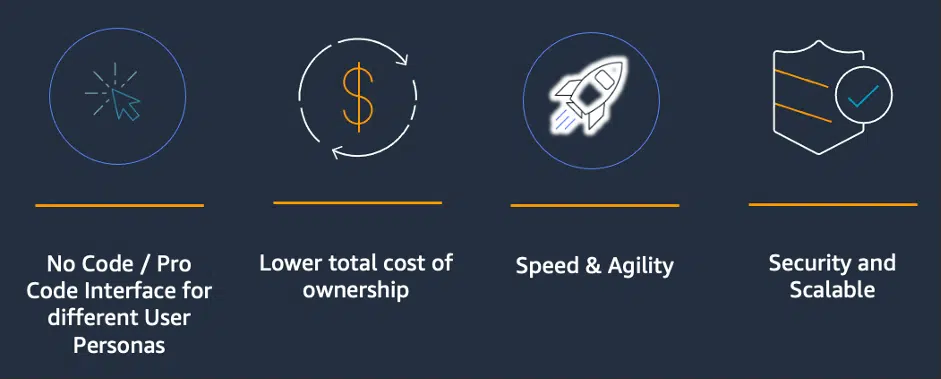 No Code / Pro
Code Interface for
different User
Personas
Lower total cost of
ownership
Speed & Agility
Security and
Scalable